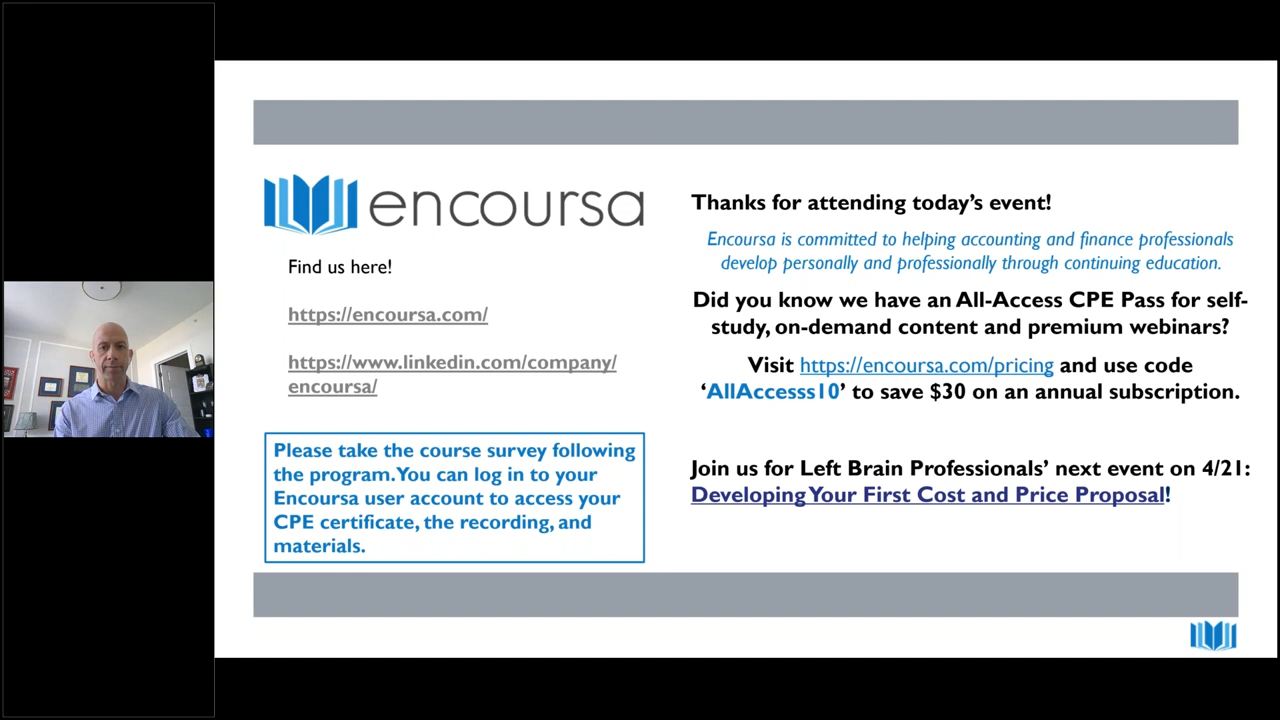 encoursa
Find us here!
https://encoursa.com/
https://www.linkedin.com/company/
encoursa/
Please take the course survey following
the program. You can log in to your
Encoursa user account to access your
CPE certificate, the recording, and
materials.
Thanks for attending today’s event!
Encoursa is committed to helping accounting and finance professionals
develop personally and professionally through continuing education.
Did you know we have an All-Access CPE Pass for self-
study, on-demand content and premium webinars?
Visit https://encoursa.com/pricing and use code
‘AllAccesss10’ to save $30 on an annual subscription.
Join us for Left Brain Professionals’ next event on 4/21:
Developing Your First Cost and Price Proposal!